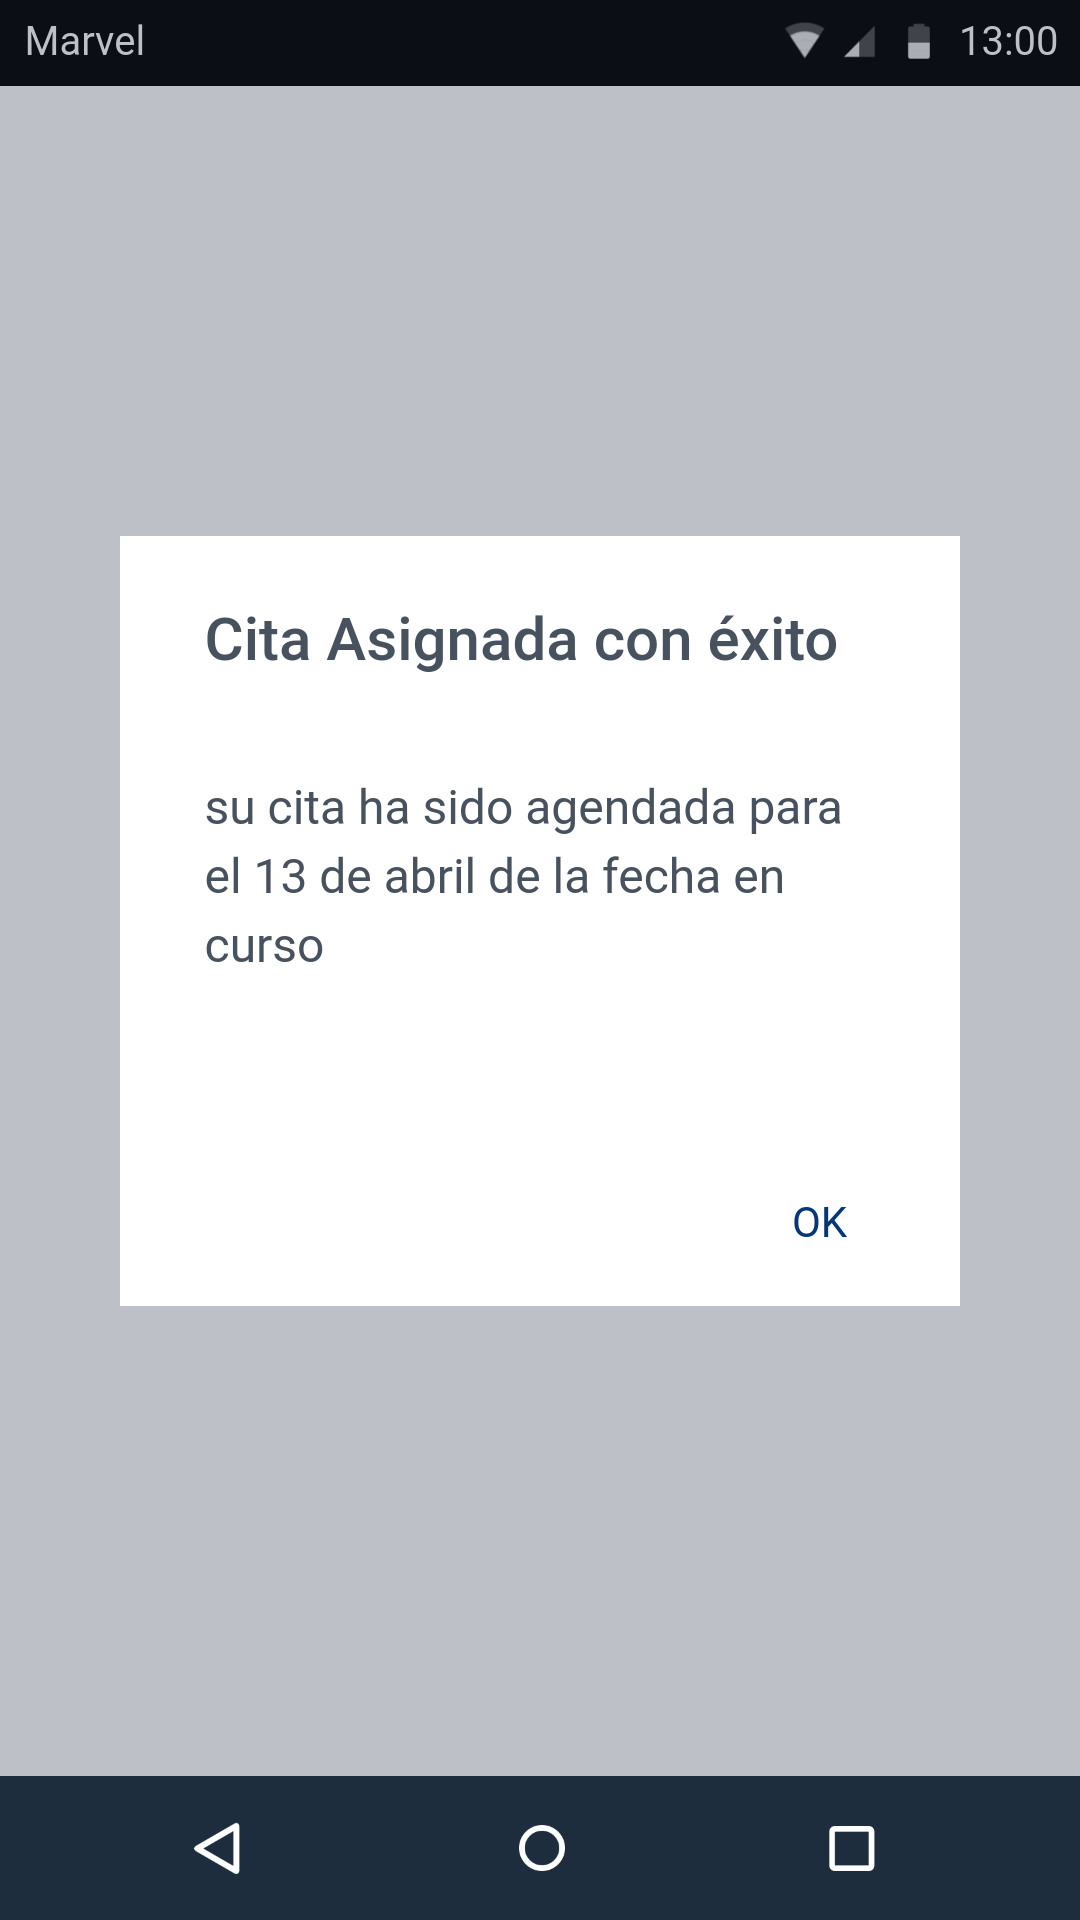 Marvel 13:00
Cita Asignada con éxito
su cita ha sido agendada para
el 13 de abril de la fecha en
curso
OK